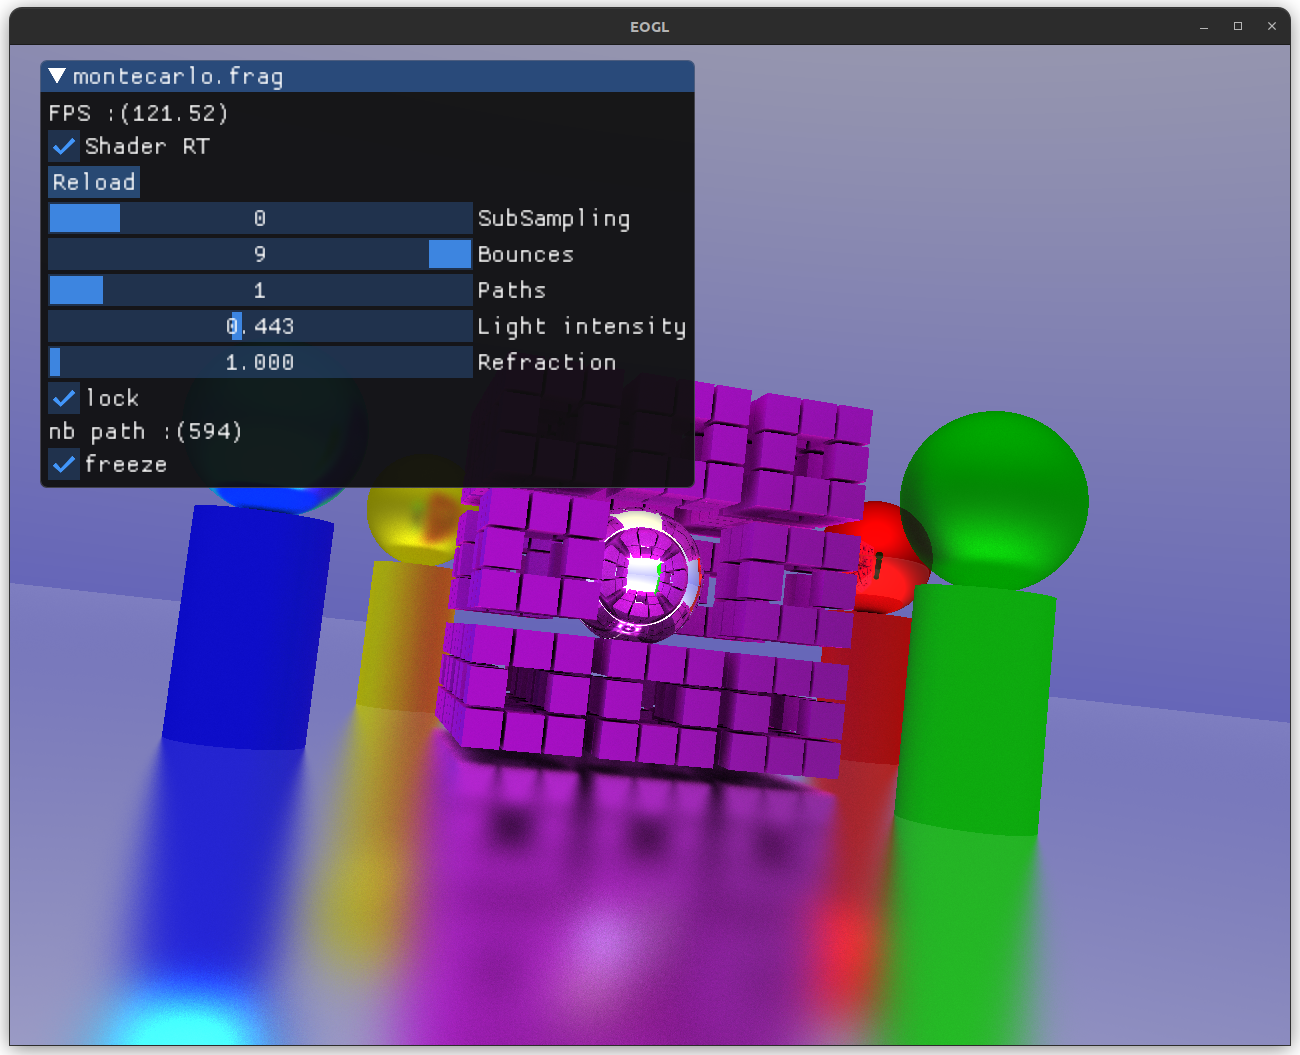 EOGL
montecarlo.frag
FPS :(121.52)
Shader RT
Reload
0 SubSampling
9 Bounces
1 Paths
0.443 Light intensity
1.000 Refraction
lock
nb path :(594)
freeze